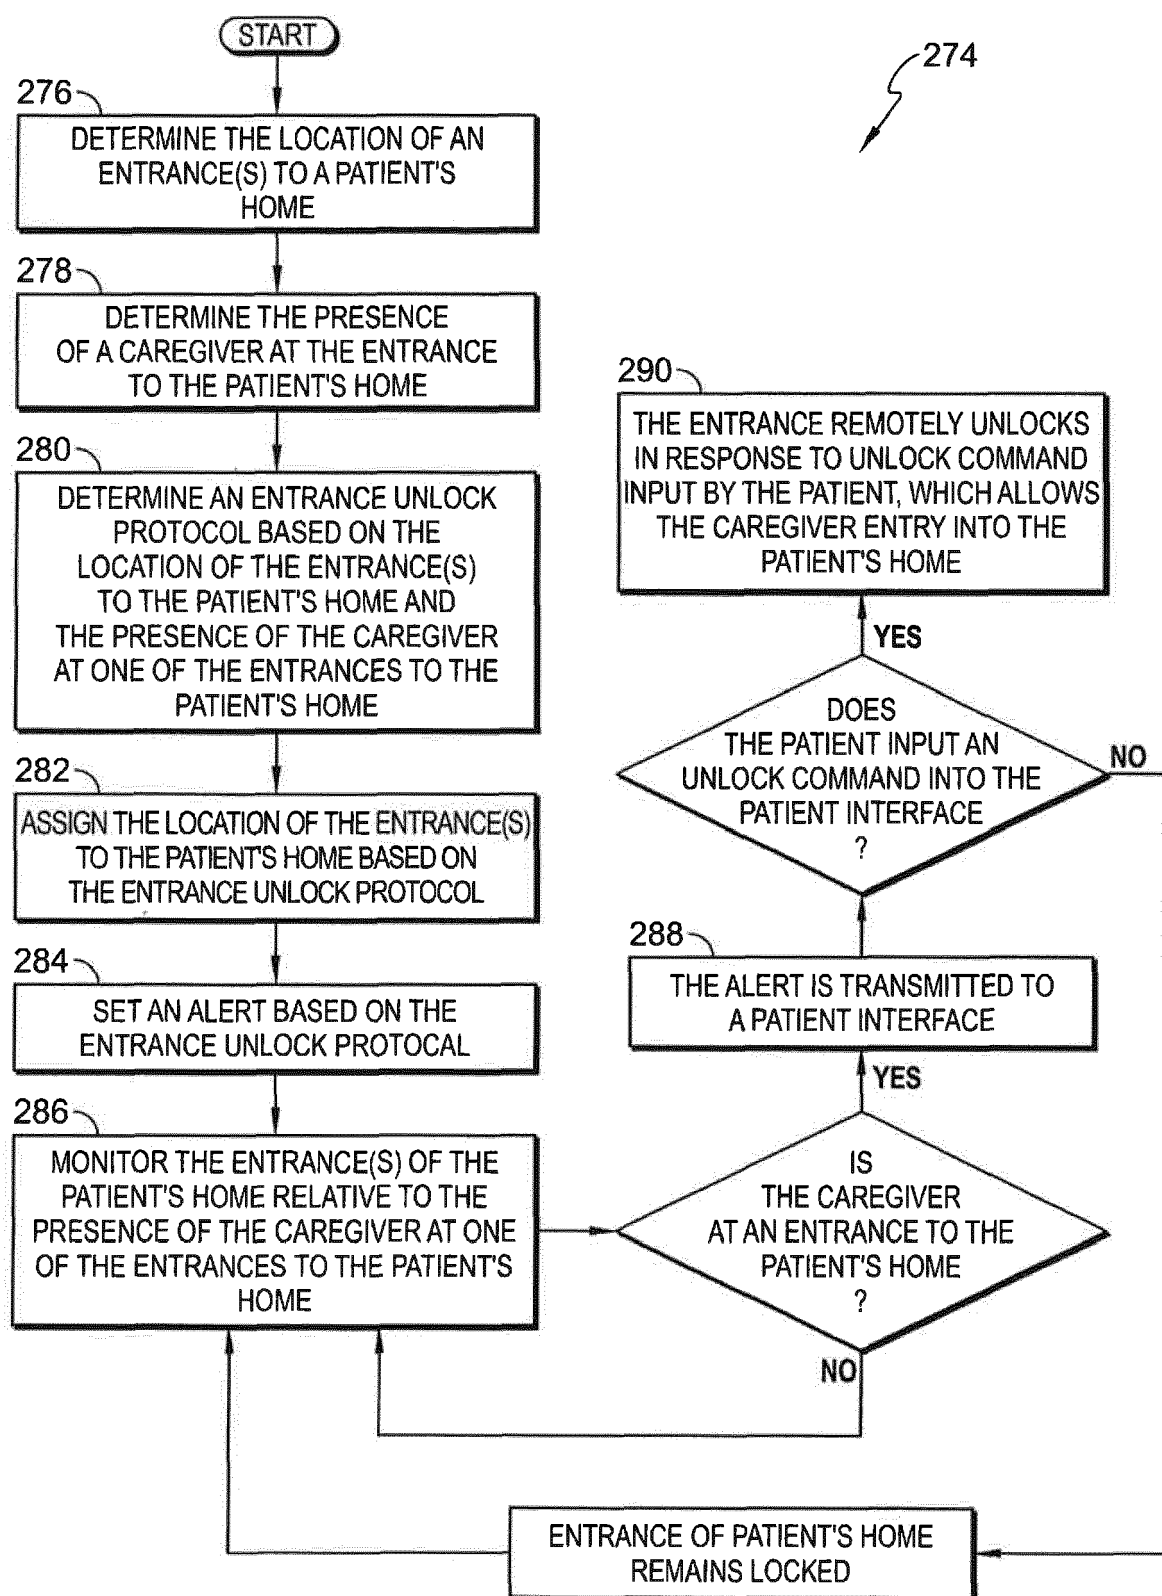 START
274
276
DETERMINE THE LOCATION OF AN
ENTRANCE(S) TO A PATIENT'S
HOME
278
DETERMINE THE PRESENCE
OF A CAREGIVER AT THE ENTRANCE
TO THE PATIENT'S HOME
280
DETERMINE AN ENTRANCE UNLOCK
PROTOCOL BASED ON THE
LOCATION OF THE ENTRANCE(S)
TO THE PATIENT'S HOME AND
THE PRESENCE OF THE CAREGIVER
AT ONE OF THE ENTRANCES TO THE
PATIENT'S HOME
282
ASSIGN THE LOCATION OF THE ENTRANCE(S)
TO THE PATIENT'S HOME BASED ON
THE ENTRANCE UNLOCK PROTOCOL
284
SET AN ALERT BASED ON THE
ENTRANCE UNLOCK PROTOCAL
286
MONITOR THE ENTRANCE(S) OF THE
PATIENT'S HOME RELATIVE TO THE
PRESENCE OF THE CAREGIVER AT ONE
OF THE ENTRANCES TO THE PATIENT'S
HOME
290
THE ENTRANCE REMOTELY UNLOCKS
IN RESPONSE TO UNLOCK COMMAND
INPUT BY THE PATIENT, WHICH ALLOWS
THE CAREGIVER ENTRY INTO THE
PATIENT'S HOME
YES
DOES
THE PATIENT INPUT AN
UNLOCK COMMAND INTO THE
PATIENT INTERFACE
?
NO
288
THE ALERT IS TRANSMITTED TO
A PATIENT INTERFACE
YES
IS
THE CAREGIVER
AT AN ENTRANCE TO THE
PATIENT'S HOME
?
NO
ENTRANCE OF PATIENT'S HOME
REMAINS LOCKED